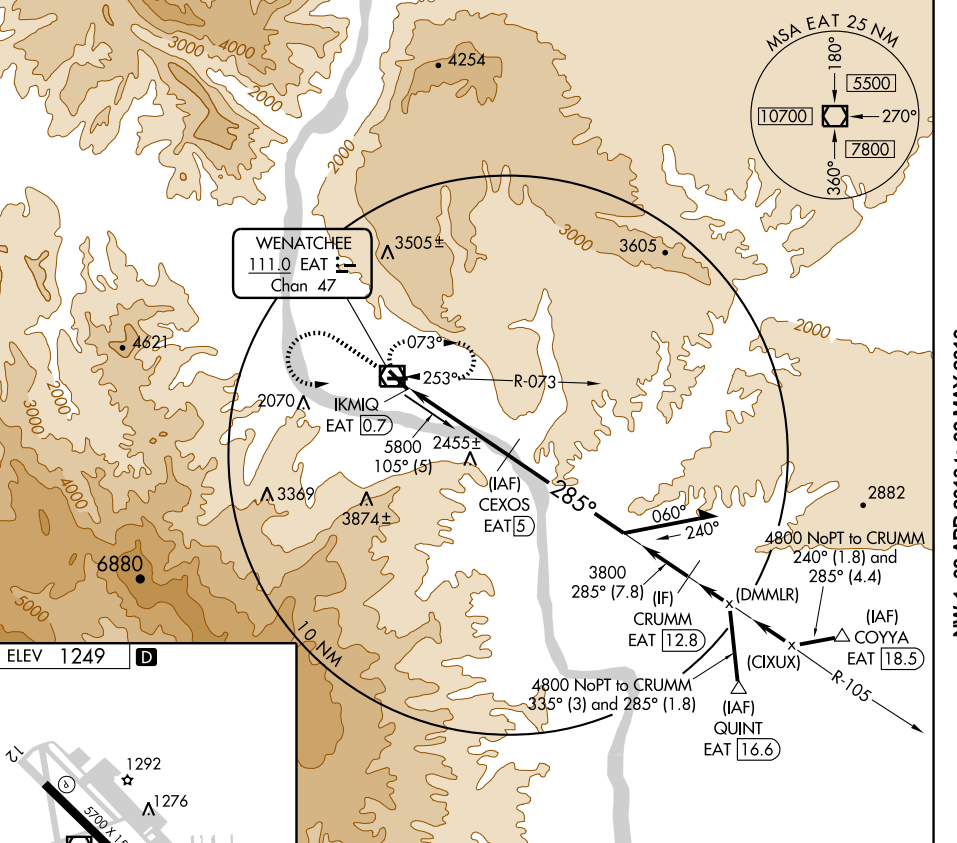 MSA EAT 25 NM
180°
5500
10700
270°
7800
360°
3000
4000
2000
4254
2000
WENATCHEE
111.0 EAT
Chan 47
3505±
3000
3605
2000
4621
2000
3000
4000
073°
253°
R-073
2070
IKMIQ
EAT 0.7
5800
105° (5)
2455±
(IAF)
CEXOS
EAT 5
285°
3369
3874±
2882
060°
240°
4800 NoPT to CRUMM
240° (1.8) and
285° (4.4)
6880
5000
3800
285° (7.8)
(IF)
CRUMM
EAT 12.8
(DMMLR)
(IAF)
COYYA
EAT 18.5
(CIXUX)
R-105
10 NM
4800 NoPT to CRUMM
335° (3) and 285° (1.8)
(IAF)
QUINT
EAT 16.6
ELEV 1249 D
12
P
1292
1276